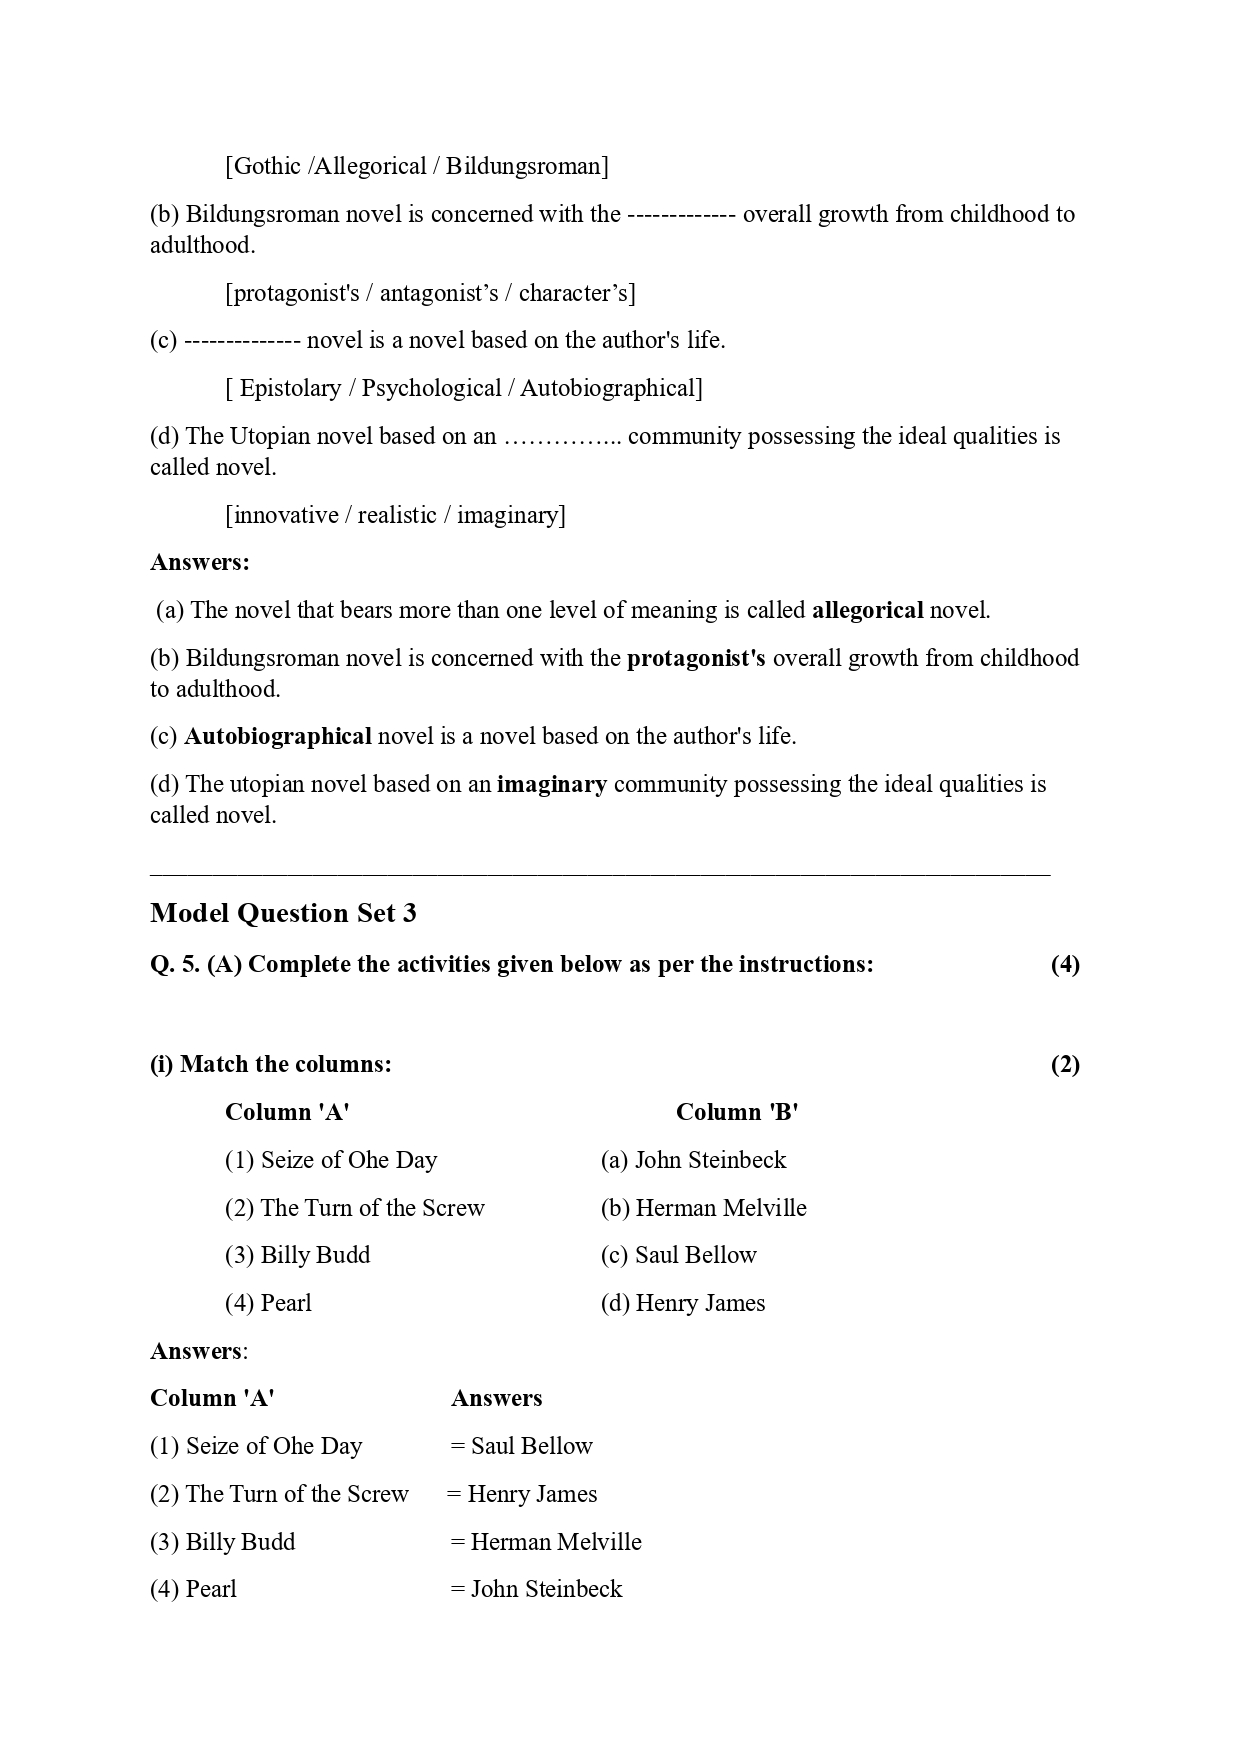 [Gothic /Allegorical / Bildungsroman]
(b) Bildungsroman novel is concerned with the ------------- overall growth from childhood to
adulthood.
[protagonist's / antagonist’s / character’s]
(c) -------------- novel is a novel based on the author's life.
[ Epistolary / Psychological / Autobiographical]
(d) The Utopian novel based on an ………….. community possessing the ideal qualities is
called novel.
[innovative / realistic / imaginary]
Answers:
(a) The novel that bears more than one level of meaning is called allegorical novel.
(b) Bildungsroman novel is concerned with the protagonist's overall growth from childhood
to adulthood.
(c) Autobiographical novel is a novel based on the author's life.
(d) The utopian novel based on an imaginary community possessing the ideal qualities is
called novel.
Model Question Set 3
Q. 5. (A) Complete the activities given below as per the instructions: (4)
(i) Match the columns: (2)
Column 'A' Column 'B'
(1) Seize of Ohe Day (a) John Steinbeck
(2) The Turn of the Screw (b) Herman Melville
(3) Billy Budd (c) Saul Bellow
(4) Pearl (d) Henry James
Answers:
Column 'A' Answers
(1) Seize of Ohe Day = Saul Bellow
(2) The Turn of the Screw = Henry James
(3) Billy Budd = Herman Melville
(4) Pearl = John Steinbeck